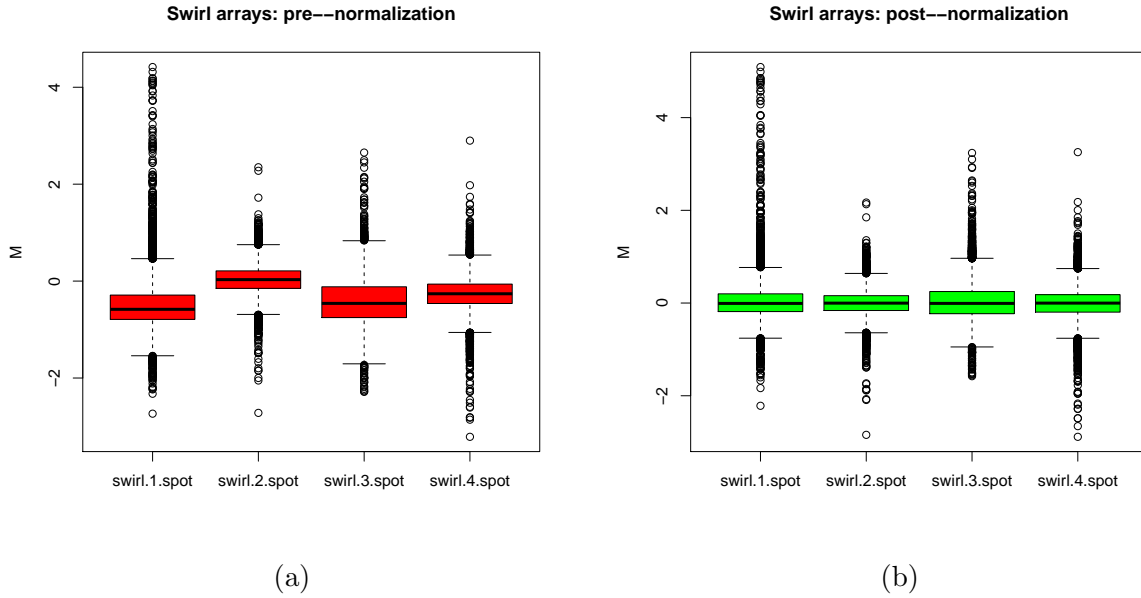 Swirl arrays: pre--normalization
M
4
2
0
−2
swirl.1.spot swirl.2.spot swirl.3.spot swirl.4.spot
(a)
Swirl arrays: post--normalization
M
4
2
0
−2
swirl.1.spot swirl.2.spot swirl.3.spot swirl.4.spot
(b)